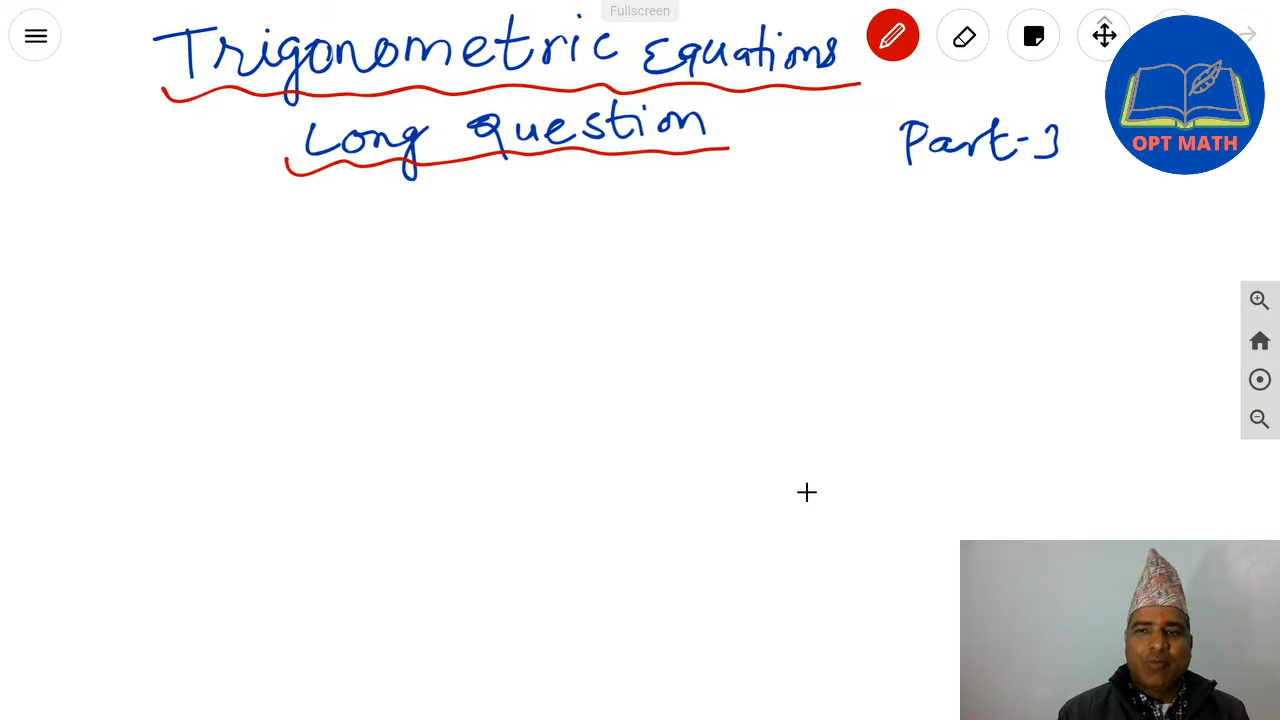 Fullscreen
Trigonometric Equations
Long Question
Part-3
OPT MATH